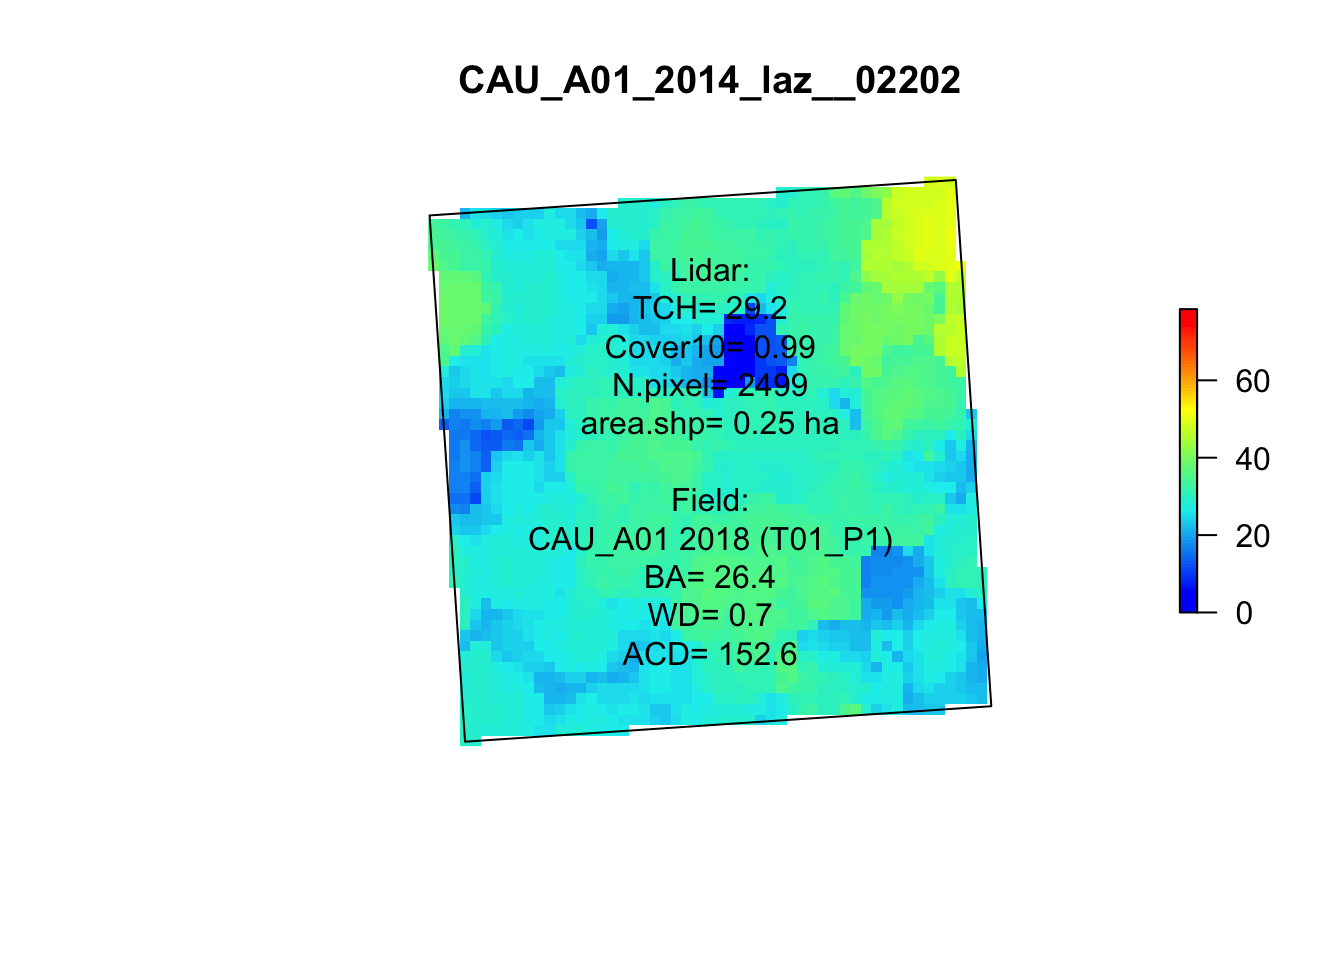 CAU_A01_2014_laz__02202
Lidar:
TCH= 29.2
Cover10= 0.99
N.pixel= 2499
area.shp= 0.25 ha
Field:
CAU_A01 2018 (T01_P1)
BA= 26.4
WD= 0.7
ACD= 152.6
60
40
20
0